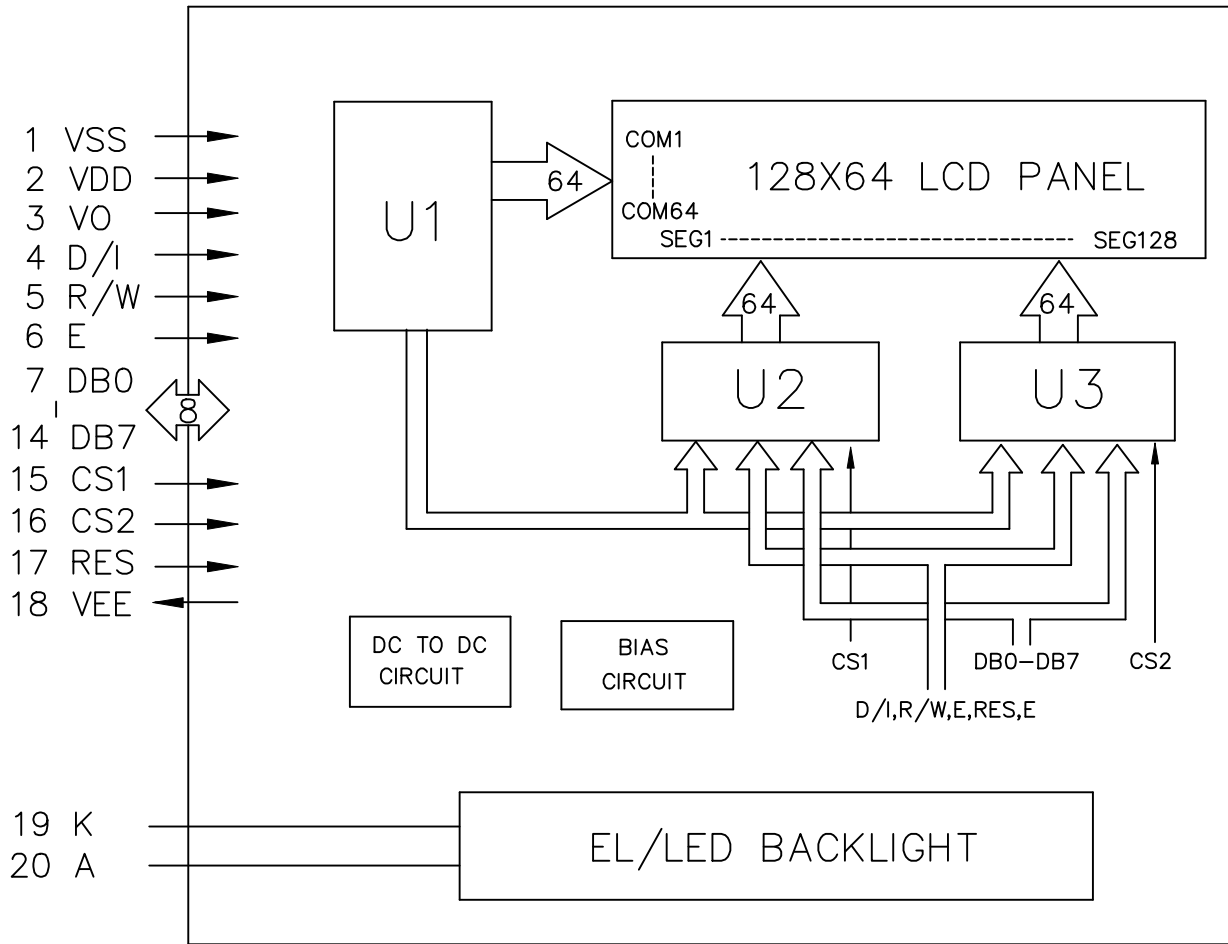 1 VSS
2 VDD
3 VO
4 D/I
5 R/W
6 E
7 DB0
14 DB7
8
15 CS1
16 CS2
17 RES
18 VEE
19 K
20 A
U1
64
COM1
COM64
128X64 LCD PANEL
SEG1
SEG128
64
64
U2
U3
CS1
DB0-DB7
CS2
D/I,R/W,E,RES,E
DC TO DC
CIRCUIT
BIAS
CIRCUIT
EL/LED BACKLIGHT